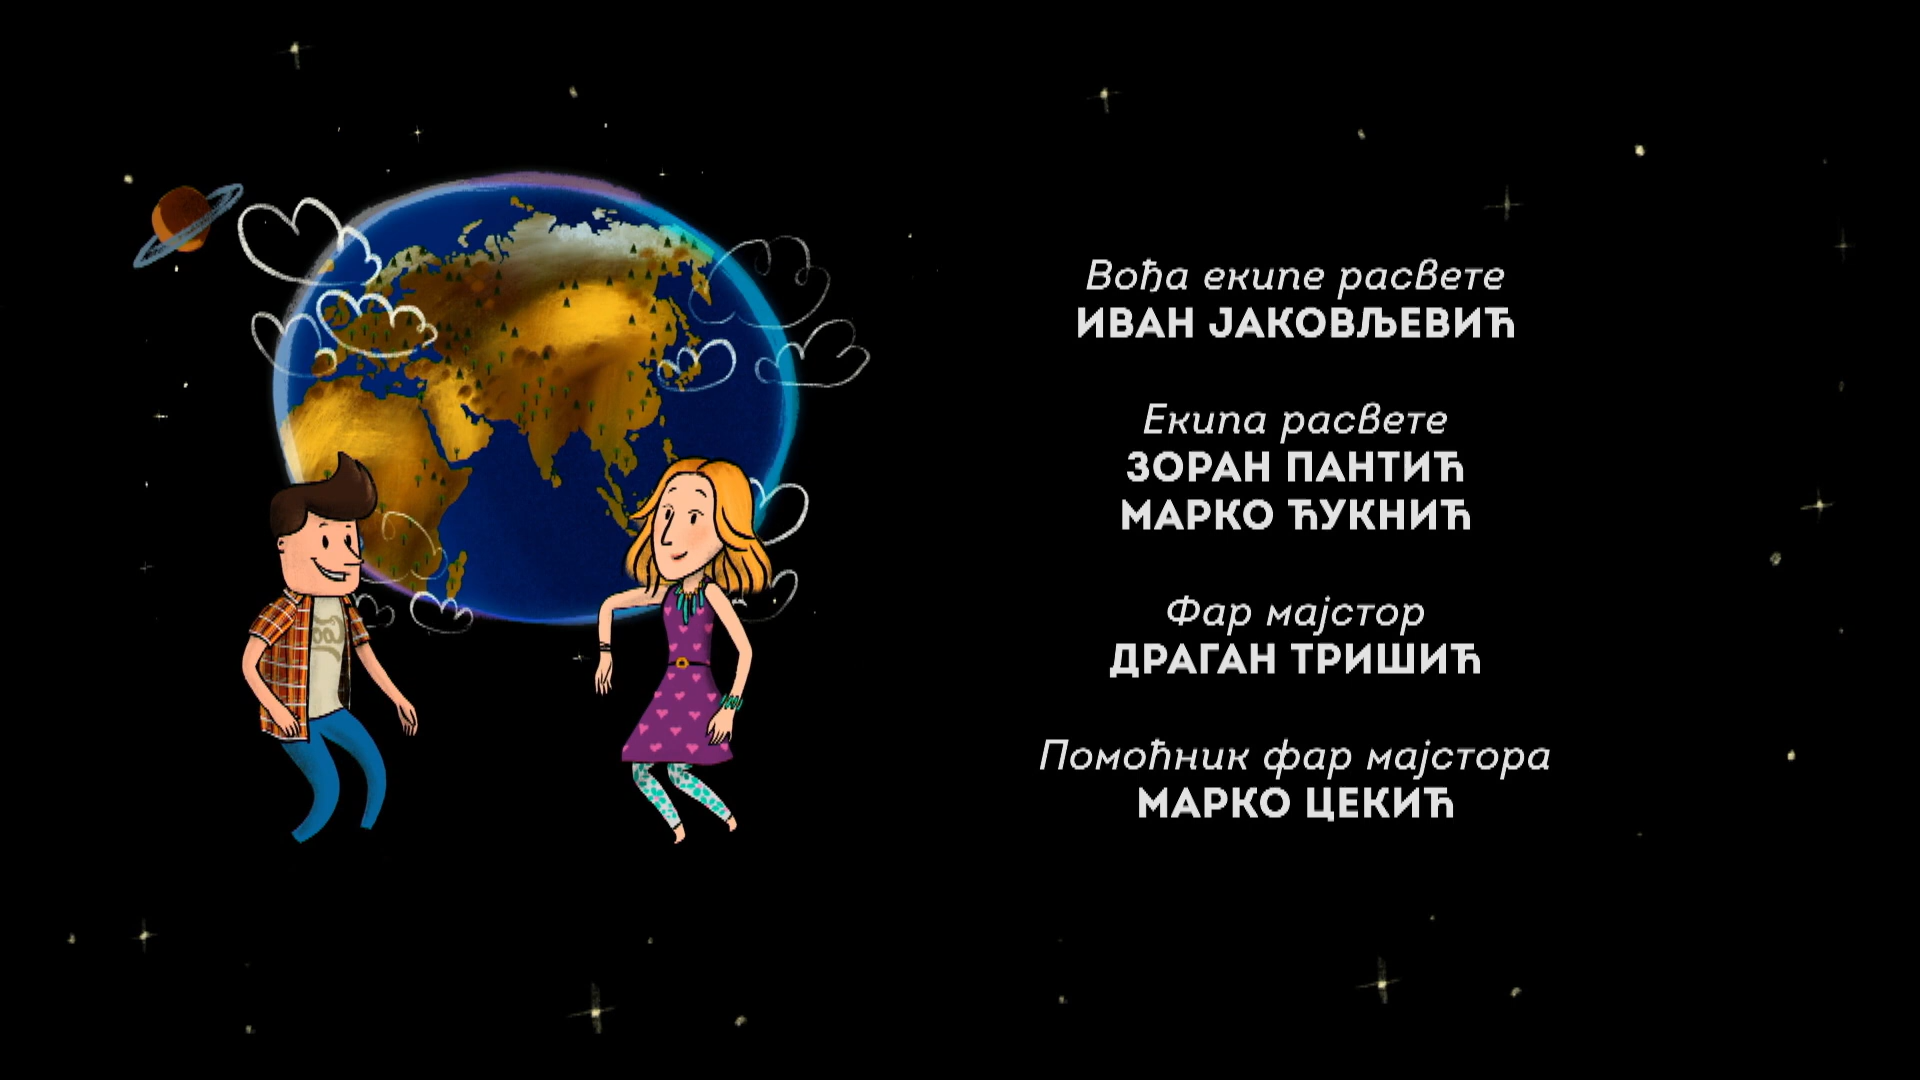 Вођа екипе расвете
ИВАН ЈАКОВЉЕВИЋ
Екипа расвете
ЗОРАН ПАНТИЋ
МАРКО ЋУКНИЋ
Фар мајстор
ДРАГАН ТРИШИЋ
Помоћник фар мајстора
МАРКО ЦЕКИЋ